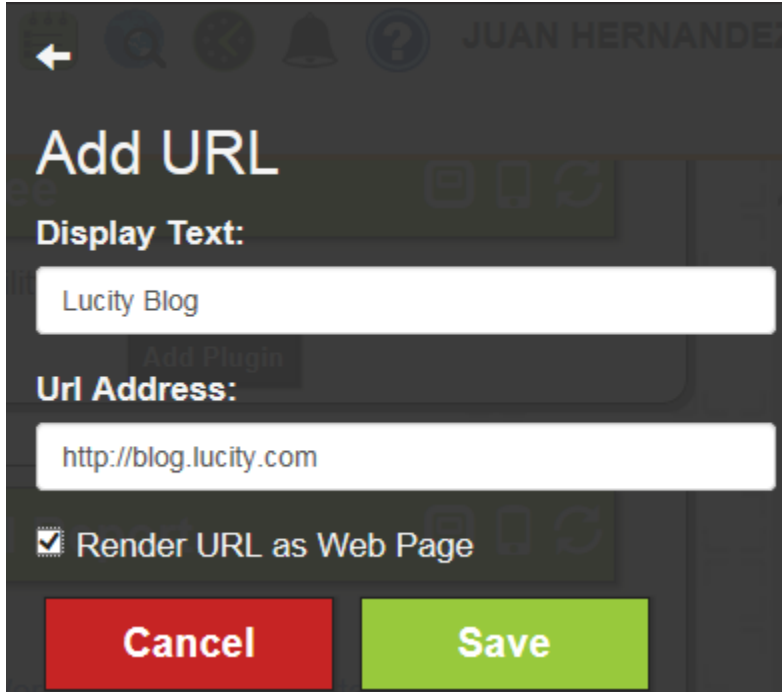 JUAN HERNANDEZ
Add URL
Display Text:
Lucity Blog
Add Plugin
Url Address:
http://blog.lucity.com
Render URL as Web Page
Cancel
Save